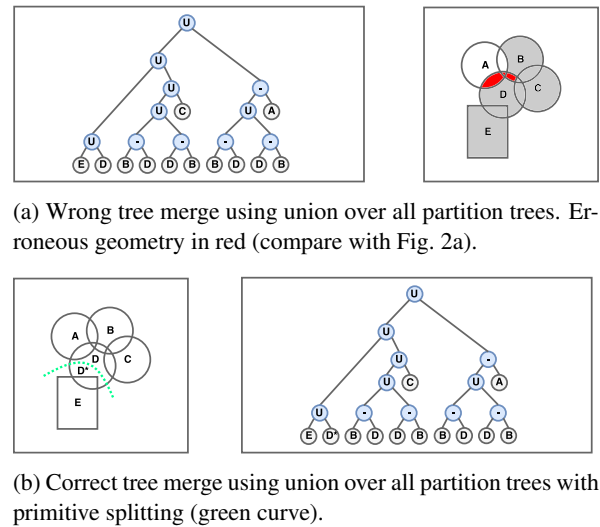 U
U
U
-
U
C
U
A
U
-
-
-
-
E D B D D B B D D B
A
B
C
D
E
(a) Wrong tree merge using union over all partition trees. Er-
roneous geometry in red (compare with Fig. 2a).
A
B
D
C
D*
E
U
U
U
-
U
C
U
A
U
-
-
-
-
E D* B D D B B D D B
(b) Correct tree merge using union over all partition trees with
primitive splitting (green curve).